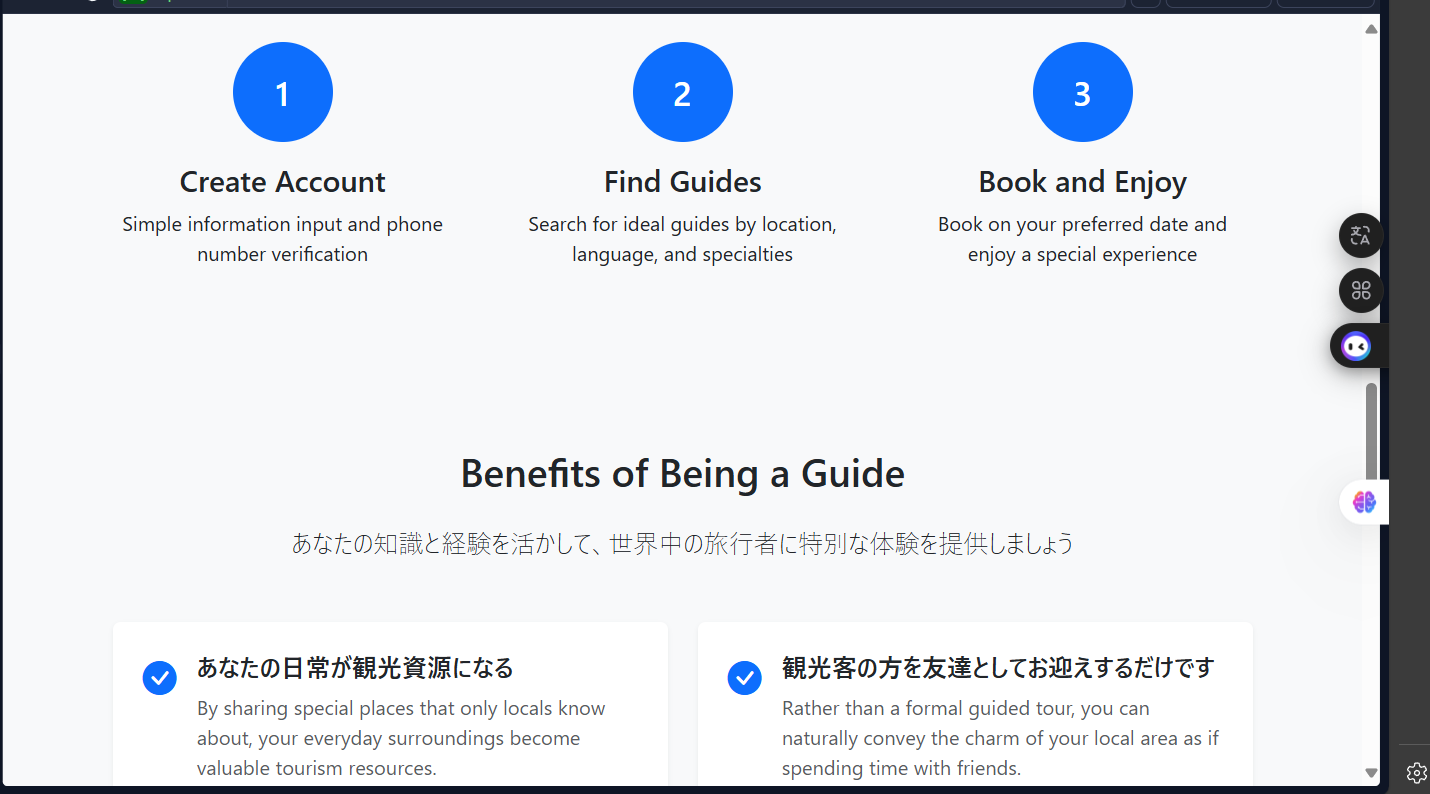 1
2
3
Create Account
Find Guides
Book and Enjoy
Simple information input and phone
number verification
Search for ideal guides by location,
language, and specialties
Book on your preferred date and
enjoy a special experience
Benefits of Being a Guide
あなたの知識と経験を活かして、世界中の旅行者に特別な体験を提供しましょう
あなたの日常が観光資源になる
By sharing special places that only locals know
about, your everyday surroundings become
valuable tourism resources.
観光客の方を友達としてお迎えするだけです
Rather than a formal guided tour, you can
naturally convey the charm of your local area as if
spending time with friends.